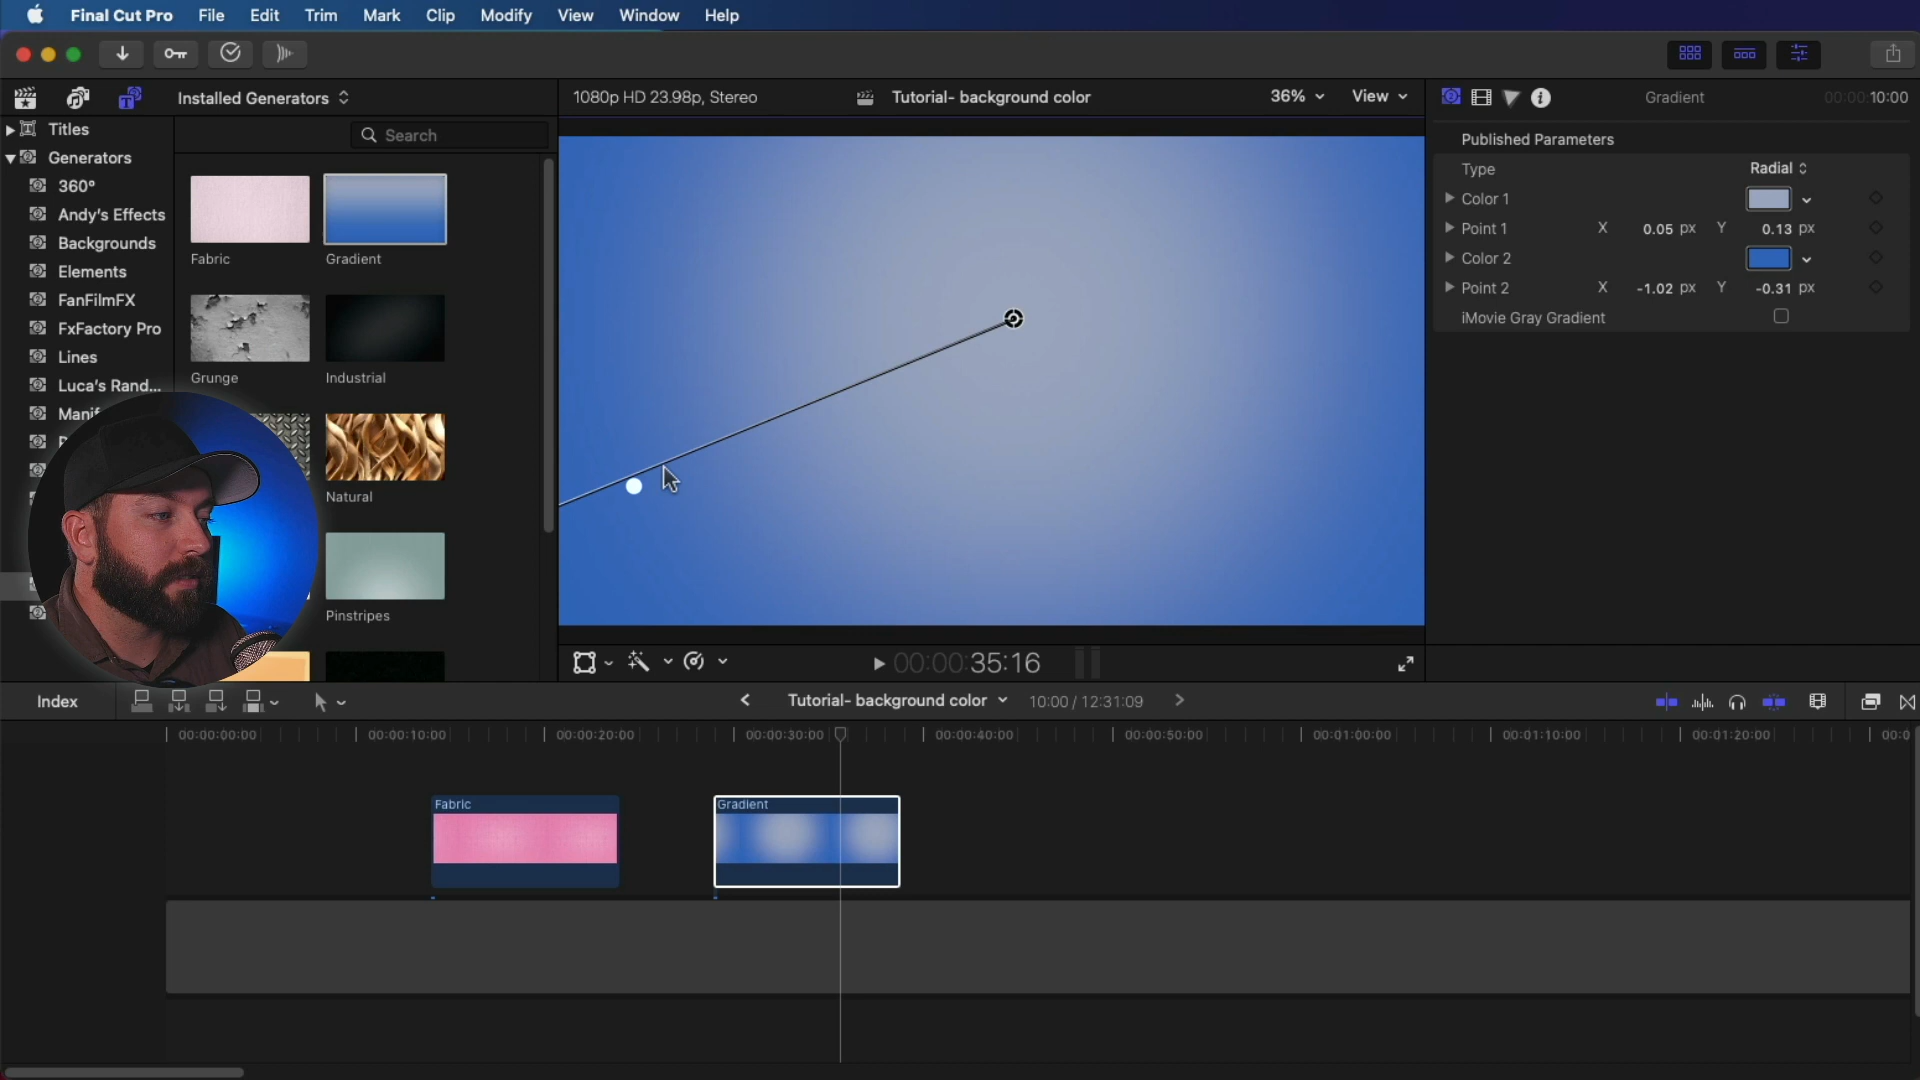 Final Cut Pro File Edit Trim Mark Clip Modify View Window Help
Installed Generators
1080p HD 23.98p, Stereo
Tutorial- background color
36%
View
Gradient
00:00:10:00
Titles
Search
Generators
360°
Andy's Effects
Backgrounds
Elements
FanFilmFX
FxFactory Pro
Lines
Luca's Rand...
Manif
Fabric
Gradient
Grunge
Industrial
Natural
Pinstripes
Published Parameters
Type Radial
Color 1
Point 1 X 0.05 px Y 0.13 px
Color 2
Point 2 X -1.02 px Y -0.31 px
iMovie Gray Gradient
00:00:35:16
Index
Tutorial- background color
10:00 / 12:31:09
00:00:00:00 00:00:10:00 00:00:20:00 00:00:30:00 00:00:40:00 00:00:50:00 00:01:00:00 00:01:10:00 00:01:20:00 00:0
Fabric
Gradient